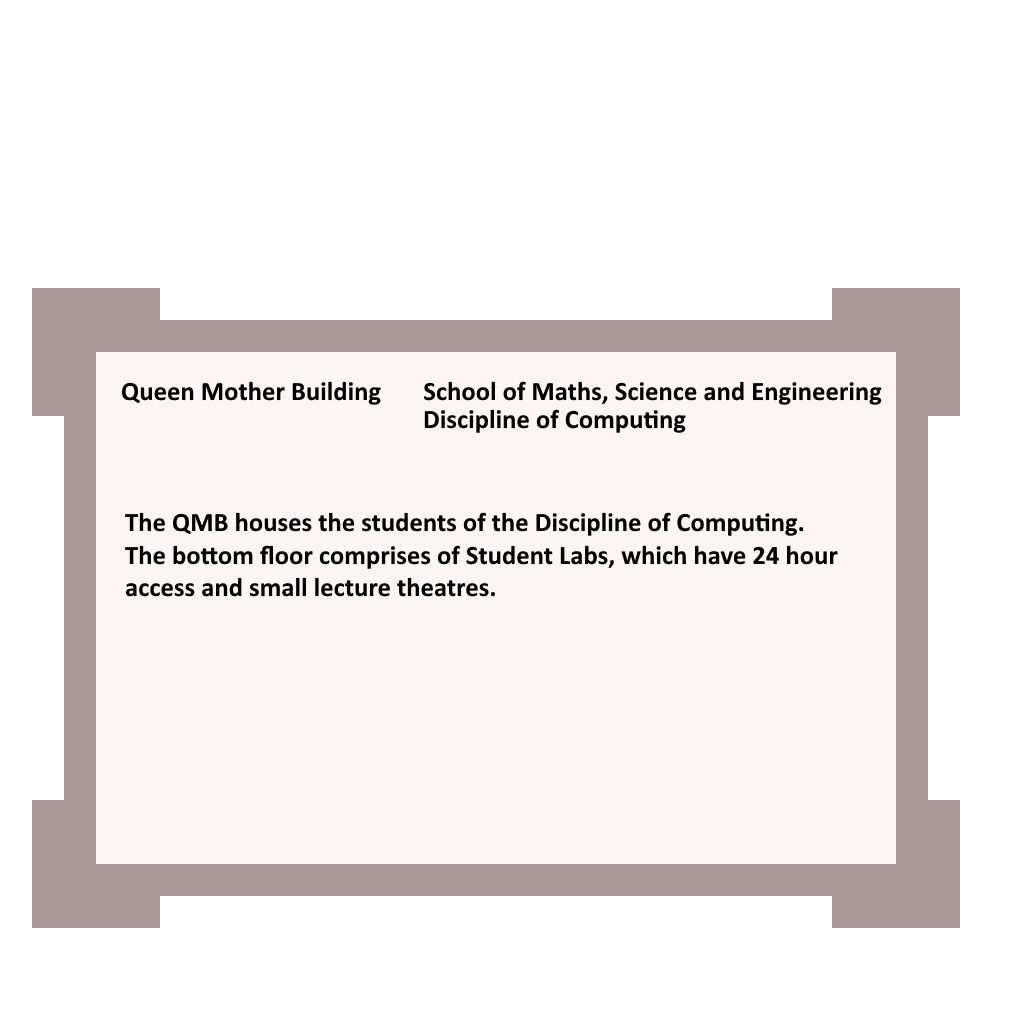 Queen Mother Building
School of Maths, Science and Engineering
Discipline of Computing
The QMB houses the students of the Discipline of Computing.
The bottom floor comprises of Student Labs, which have 24 hour
access and small lecture theatres.